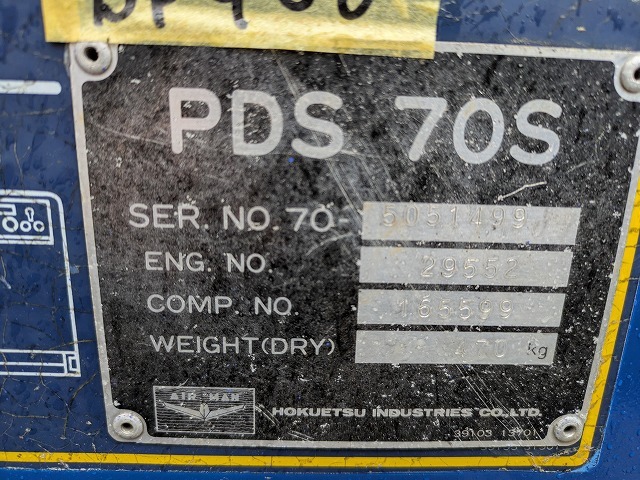 PDS 70S
SER. NO. 70- 5051499
ENG. NO. 29552
COMP. NO.
WEIGHT(DRY) kg
AIR MAN
HOKUETSU INDUSTRIES CO.,LTD.